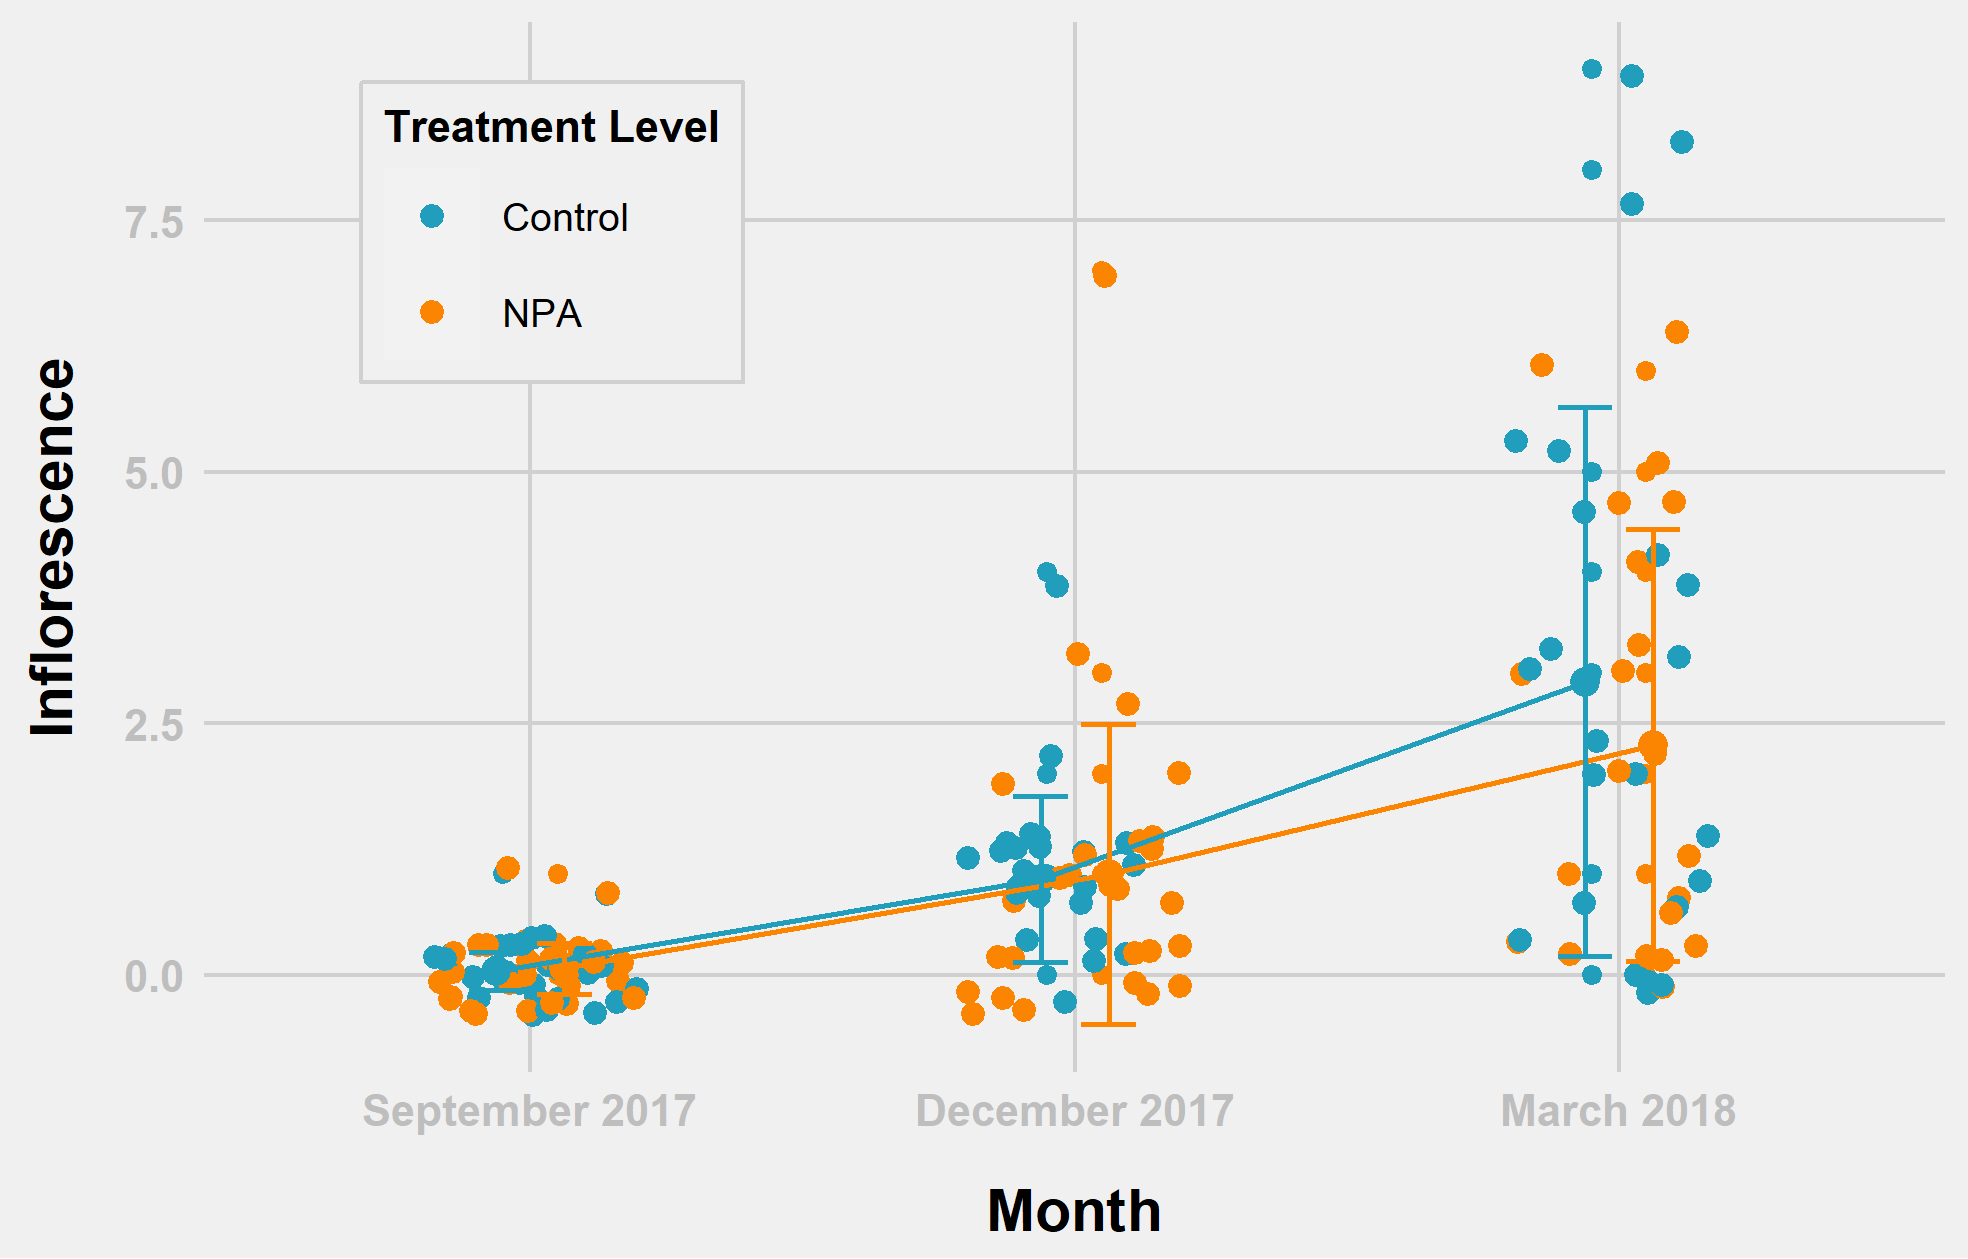 Treatment Level
Control
NPA
7.5
5.0
2.5
0.0
Inflorescence
September 2017 December 2017 March 2018
Month